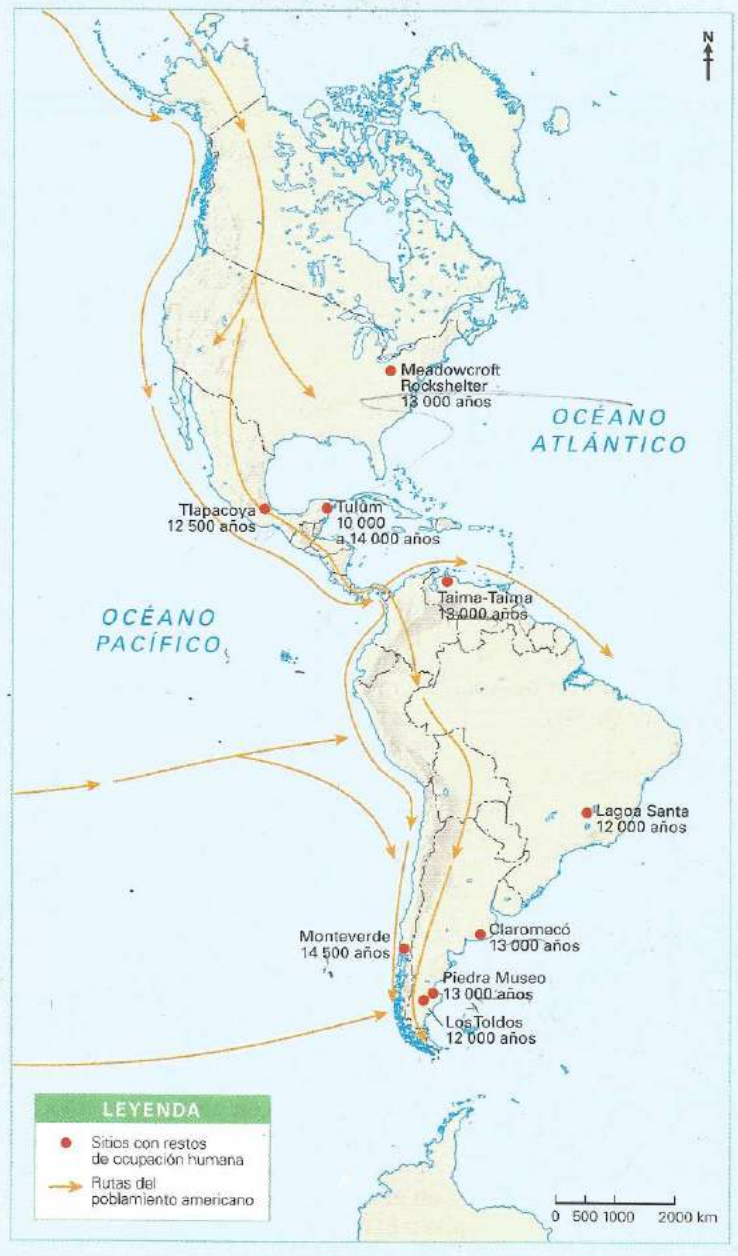 N
Meadowcroft
Rockshelter
13 000 años
OCÉANO
ATLÁNTICO
Tlapacoya
12 500 años
Tulúm
10 000
a 14 000 años
Taima-Taima
13 000 años
OCÉANO
PACÍFICO
Lagoa Santa
12 000 años
Monteverde
14 500 años
Claromecó
13 000 años
Piedra Museo
13 000 años
Los Toldos
12 000 años
LEYENDA
Sitios con restos
de ocupación humana
Rutas del
poblamiento americano
0 500 1000 2000 km